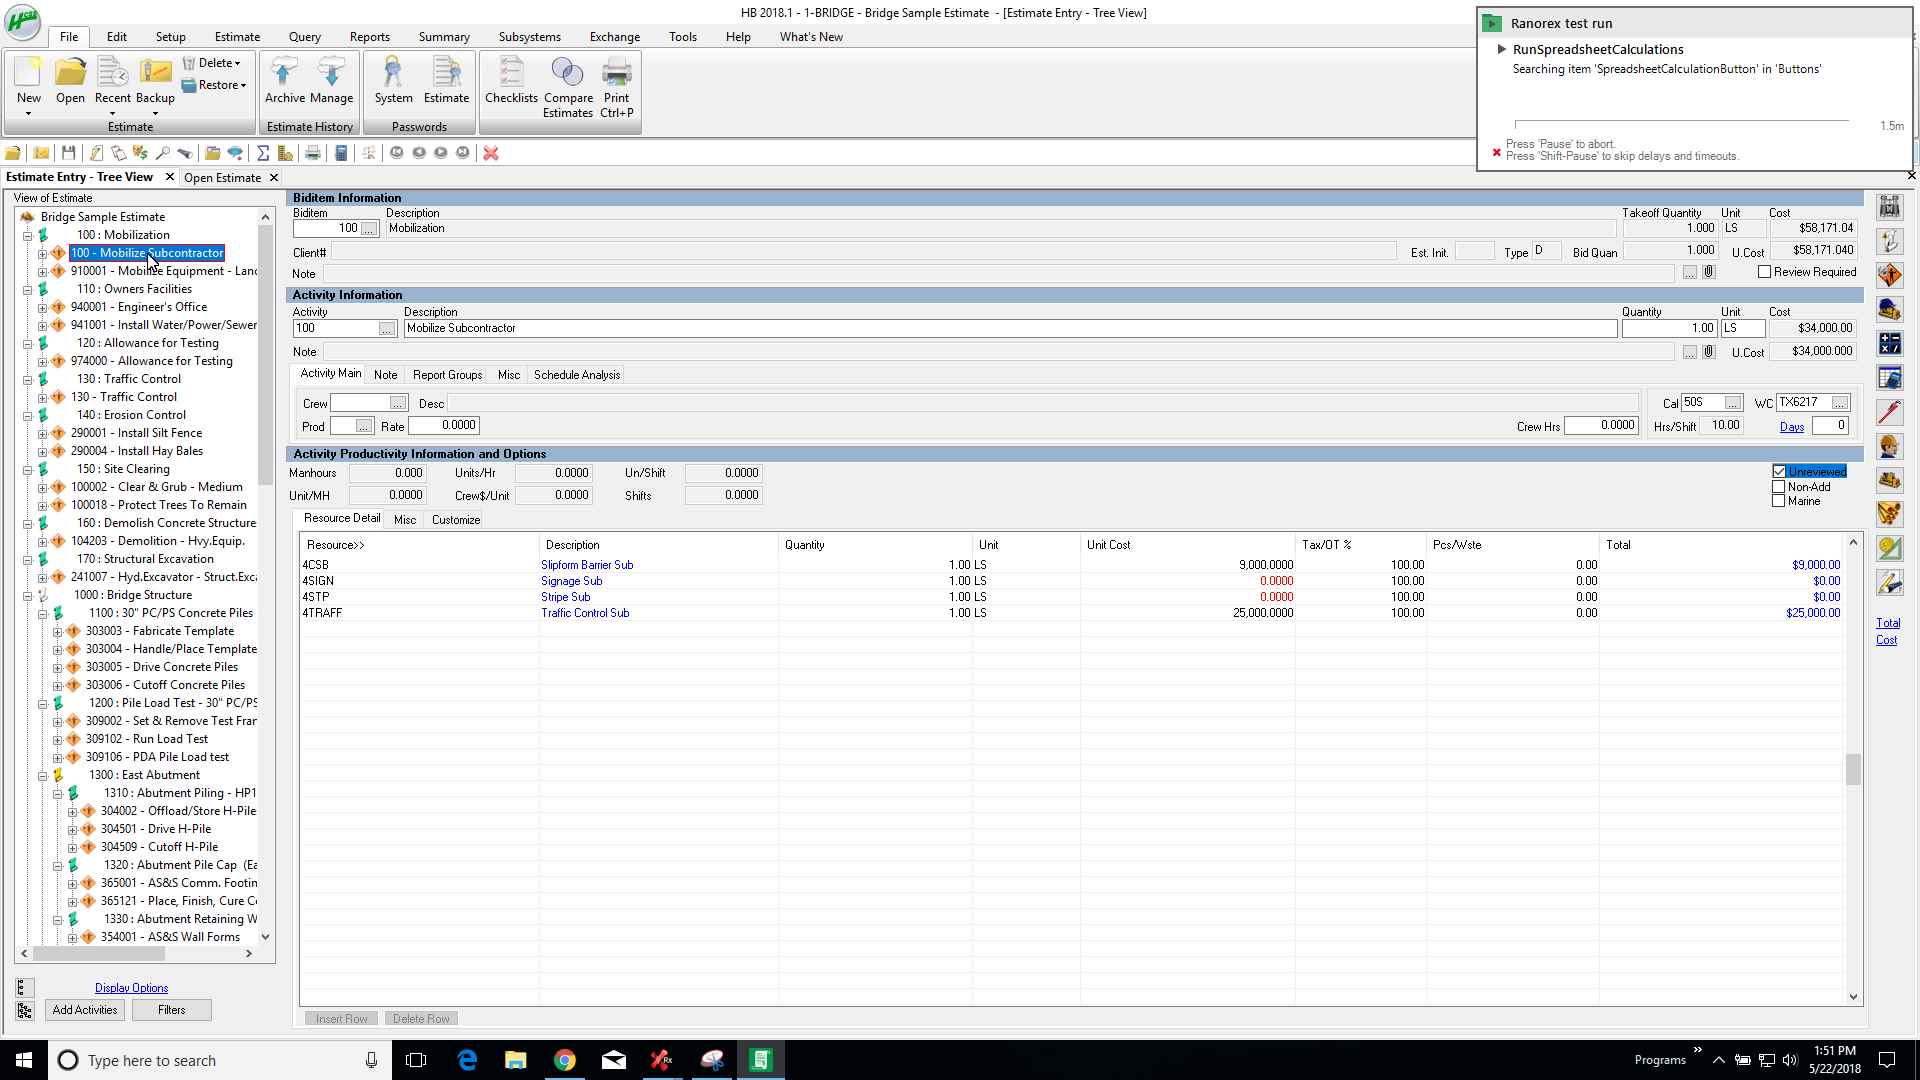 HB 2018.1 - 1-BRIDGE - Bridge Sample Estimate - [Estimate Entry - Tree View]
File Edit Setup Estimate Query Reports Summary Subsystems Exchange Tools Help What's New
New Open Recent Backup Delete Restore
Estimate
Archive Manage
Estimate History
System Estimate
Passwords
Checklists Compare Estimates Print Ctrl+P
Ranorex test run
RunSpreadsheetCalculations
Searching item 'SpreadsheetCalculationButton' in 'Buttons'
1.5m
Press 'Pause' to abort.
Press 'Shift-Pause' to skip delays and timeouts.
Estimate Entry - Tree View Open Estimate
View of Estimate
Bridge Sample Estimate
100 : Mobilization
100 - Mobilize Subcontractor
910001 - Mobilize Equipment - Land
110 : Owners Facilities
940001 - Engineer's Office
941001 - Install Water/Power/Sewer
120 : Allowance for Testing
974000 - Allowance for Testing
130 : Traffic Control
130 - Traffic Control
140 : Erosion Control
290001 - Install Silt Fence
290004 - Install Hay Bales
150 : Site Clearing
100002 - Clear & Grub - Medium
100018 - Protect Trees To Remain
160 : Demolish Concrete Structure
104203 - Demolition - Hvy.Equip.
170 : Structural Excavation
241007 - Hyd.Excavator - Struct.Exca
1000 : Bridge Structure
1100 : 30" PC/PS Concrete Piles
303003 - Fabricate Template
303004 - Handle/Place Template
303005 - Drive Concrete Piles
303006 - Cutoff Concrete Piles
1200 : Pile Load Test - 30" PC/PS
309002 - Set & Remove Test Fran
309102 - Run Load Test
309106 - PDA Pile Load test
1300 : East Abutment
1310 : Abutment Piling - HP1
304002 - Offload/Store H-Pile
304501 - Drive H-Pile
304509 - Cutoff H-Pile
1320 : Abutment Pile Cap (Ea
365001 - AS&S Comm. Footin
365121 - Place, Finish, Cure C
1330 : Abutment Retaining W
354001 - AS&S Wall Forms
Display Options
Add Activities Filters
Biditem Information
Biditem Description Takeoff Quantity Unit Cost
100 ... Mobilization 1.000 LS $58,171.04
Client# Est. Init. Type D Bid Quan 1.000 U.Cost $58,171.040
Note ... Review Required
Activity Information
Activity Description Quantity Unit Cost
100 ... Mobilize Subcontractor 1.00 LS $34,000.00
Note ... U.Cost $34,000.000
Activity Main Note Report Groups Misc Schedule Analysis
Crew ... Desc Cal 50S ... WC TX6217 ...
Prod ... Rate 0.0000 Crew Hrs 0.0000 Hrs/Shift 10.00 Days 0
Activity Productivity Information and Options
Manhours 0.000 Units/Hr 0.0000 Un/Shift 0.0000 Unreviewed
Non-Add
Unit/MH 0.0000 Crew$/Unit 0.0000 Shifts 0.0000 Marine
Resource Detail Misc Customize
Resource>> Description Quantity Unit Unit Cost Tax/OT % Pcs/Wste Total
4CSB Slipform Barrier Sub 1.00 LS 9,000.0000 100.00 0.00 $9,000.00
4SIGN Signage Sub 1.00 LS 0.0000 100.00 0.00 $0.00
4STP Stripe Sub 1.00 LS 0.0000 100.00 0.00 $0.00
4TRAFF Traffic Control Sub 1.00 LS 25,000.0000 100.00 0.00 $25,000.00
Insert Row Delete Row
Total
Cost
Type here to search
Programs
1:51 PM
5/22/2018